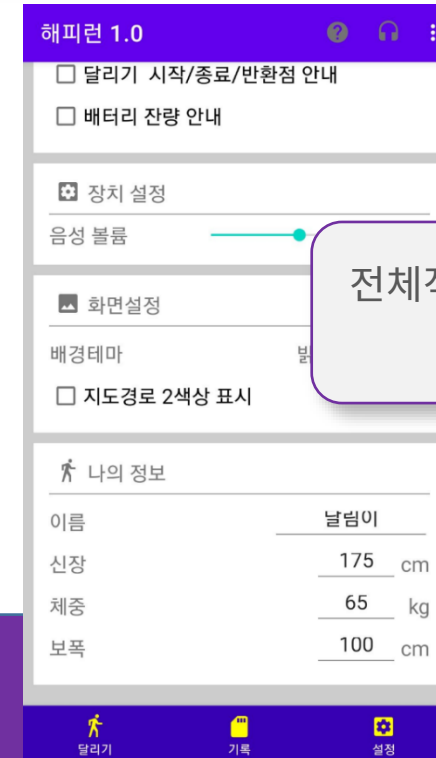 해피런 1.0
달리기 시작/종료/반환점 안내
배터리 잔량 안내
장치 설정
음성 볼륨
화면설정
배경테마
지도경로 2색상 표시
나의 정보
이름
신장 175 cm
체중 65 kg
보폭 100 cm
달리기 기록 설정